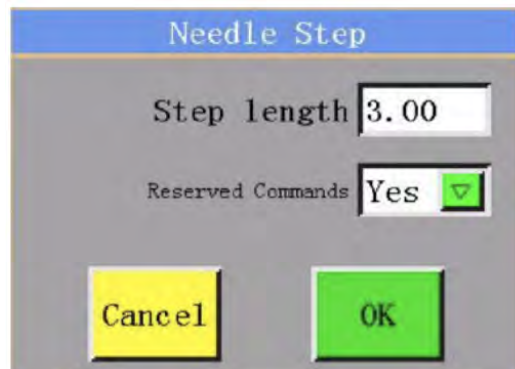 Needle Step
Step length 3.00
Reserved Commands Yes
Cancel OK